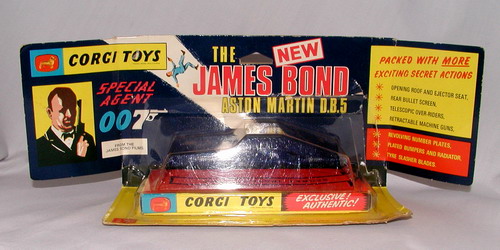 CORGI TOYS
SPECIAL
AGENT
007
FROM THE
JAMES BOND FILMS
THE
NEW
JAMES BOND
ASTON MARTIN D.B.5
PACKED WITH MORE
EXCITING SECRET ACTIONS
OPENING ROOF AND EJECTOR SEAT.
REAR BULLET SCREEN.
TELESCOPIC OVER-RIDERS.
RETRACTABLE MACHINE GUNS.
REVOLVING NUMBER PLATES.
PLATED BUMPERS AND RADIATOR.
TYRE SLASHER BLADES.
CORGI TOYS
EXCLUSIVE!
AUTHENTIC!